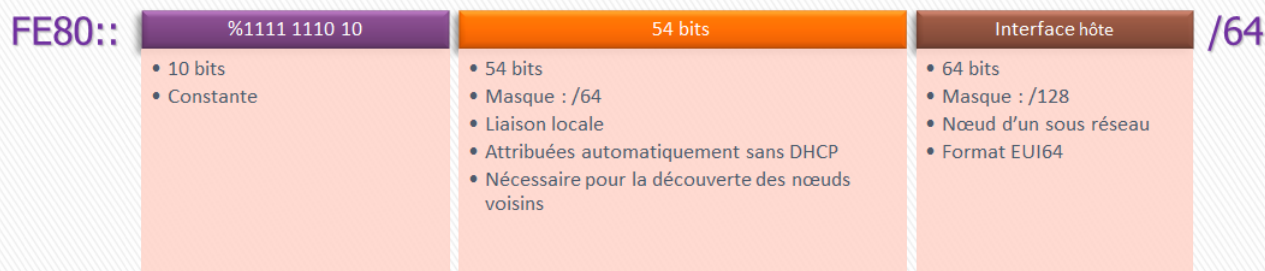 FE80::
%1111 1110 10
• 10 bits
• Constante
54 bits
• 54 bits
• Masque : /64
• Liaison locale
• Attribuées automatiquement sans DHCP
• Nécessaire pour la découverte des nœuds
voisins
Interface hôte
• 64 bits
• Masque : /128
• Nœud d'un sous réseau
• Format EUI64
/64